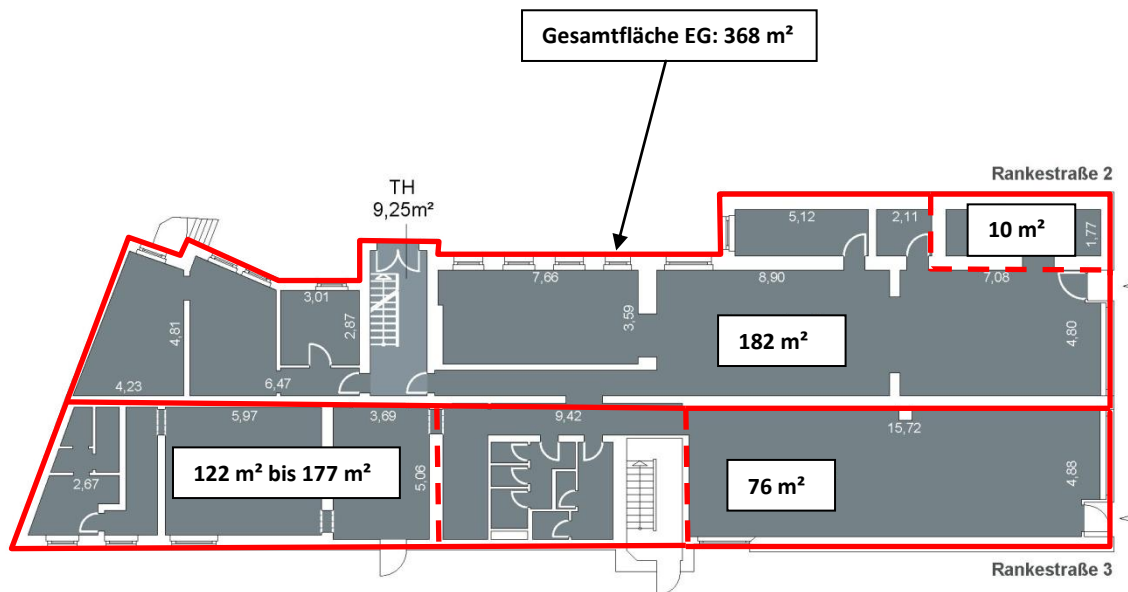 Gesamtfläche EG: 368 m²
Rankestraße 2
TH
9,25m²
5,12
2,11
10 m²
1,77
7,66
8,90
7,08
3,01
2,87
3,59
4,81
182 m²
4,80
4,23
6,47
5,97
3,69
9,42
15,72
122 m² bis 177 m²
5,06
76 m²
4,88
2,67
Rankestraße 3